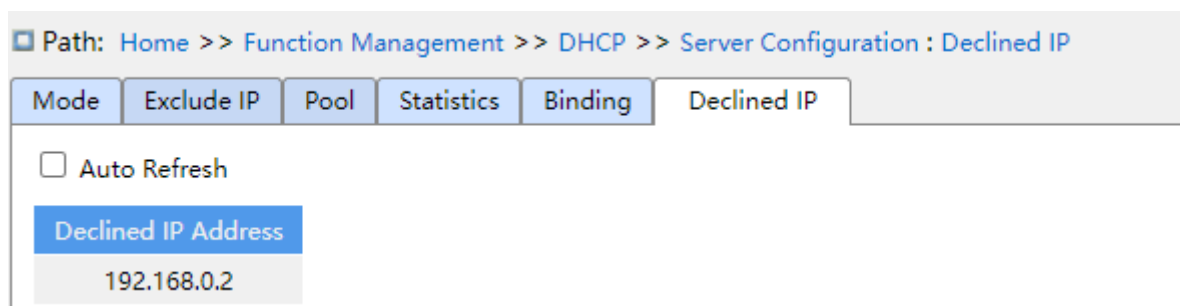 Path: Home >> Function Management >> DHCP >> Server Configuration : Declined IP
Mode Exclude IP Pool Statistics Binding Declined IP
Auto Refresh
Declined IP Address
192.168.0.2